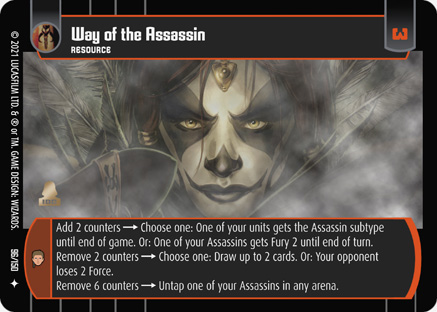 Way of the Assassin
RESOURCE
Add 2 counters → Choose one: One of your units gets the Assassin subtype
until end of game. Or: One of your Assassins gets Fury 2 until end of turn.
Remove 2 counters → Choose one: Draw up to 2 cards. Or: Your opponent
loses 2 Force.
Remove 6 counters → Untap one of your Assassins in any arena.
© 2021 LUCASFILM LTD. & ® or TM. GAME DESIGN: WIZARDS.